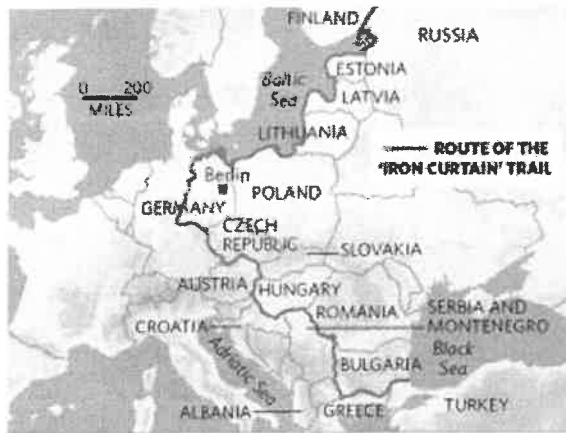 FINLAND
RUSSIA
Baltic
Sea
ESTONIA
LATVIA
0 200
MILES
LITHUANIA
ROUTE OF THE
'IRON CURTAIN' TRAIL
Berlin
POLAND
GERMANY
CZECH
REPUBLIC
SLOVAKIA
AUSTRIA
HUNGARY
ROMANIA
SERBIA AND
MONTENEGRO
CROATIA
Black
Sea
Adriatic Sea
BULGARIA
ALBANIA
GREECE
TURKEY